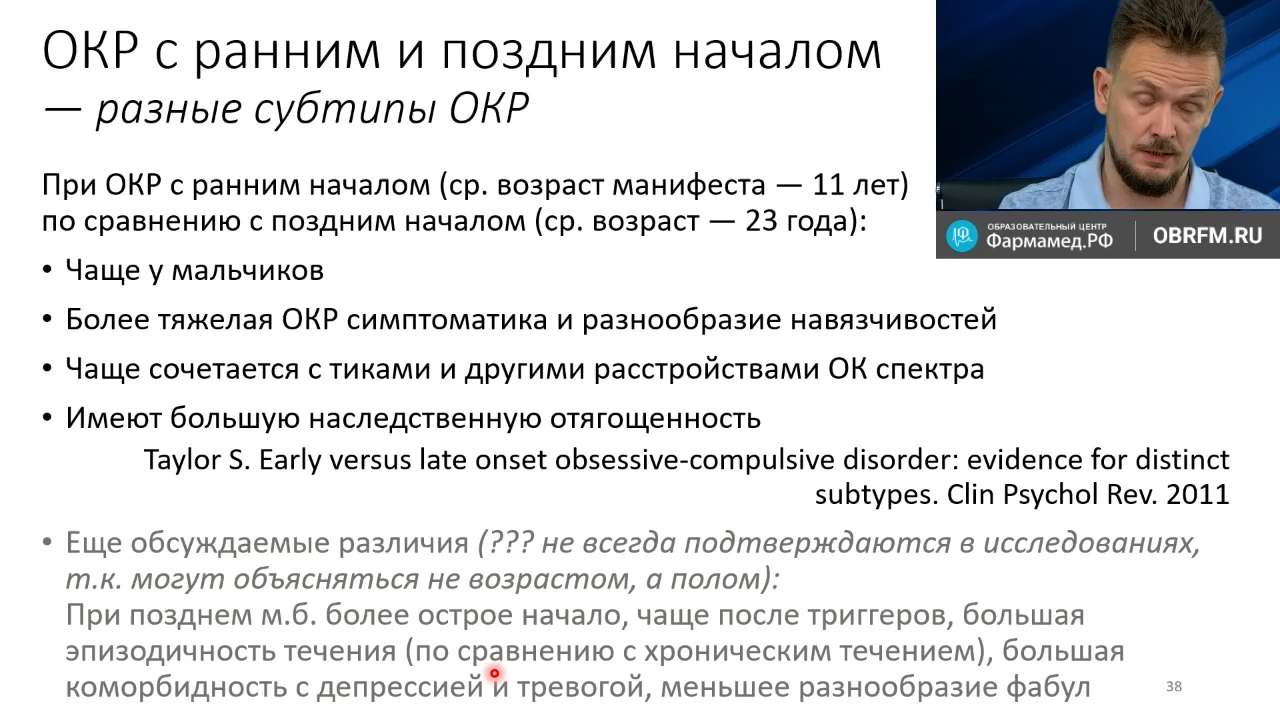 ОКР с ранним и поздним началом
— разные субтипы ОКР
При ОКР с ранним началом (ср. возраст манифеста — 11 лет)
по сравнению с поздним началом (ср. возраст — 23 года):
ОБРАЗОВАТЕЛЬНЫЙ ЦЕНТР
Фармамед.РФ
OBRFM.RU
• Чаще у мальчиков
• Более тяжелая ОКР симптоматика и разнообразие навязчивостей
• Чаще сочетается с тиками и другими расстройствами ОК спектра
• Имеют большую наследственную отягощенность
Taylor S. Early versus late onset obsessive-compulsive disorder: evidence for distinct
subtypes. Clin Psychol Rev. 2011
• Еще обсуждаемые различия (??? не всегда подтверждаются в исследованиях,
т.к. могут объясняться не возрастом, а полом):
При позднем м.б. более острое начало, чаще после триггеров, большая
эпизодичность течения (по сравнению с хроническим течением), большая
коморбидность с депрессией и тревогой, меньшее разнообразие фабул
38